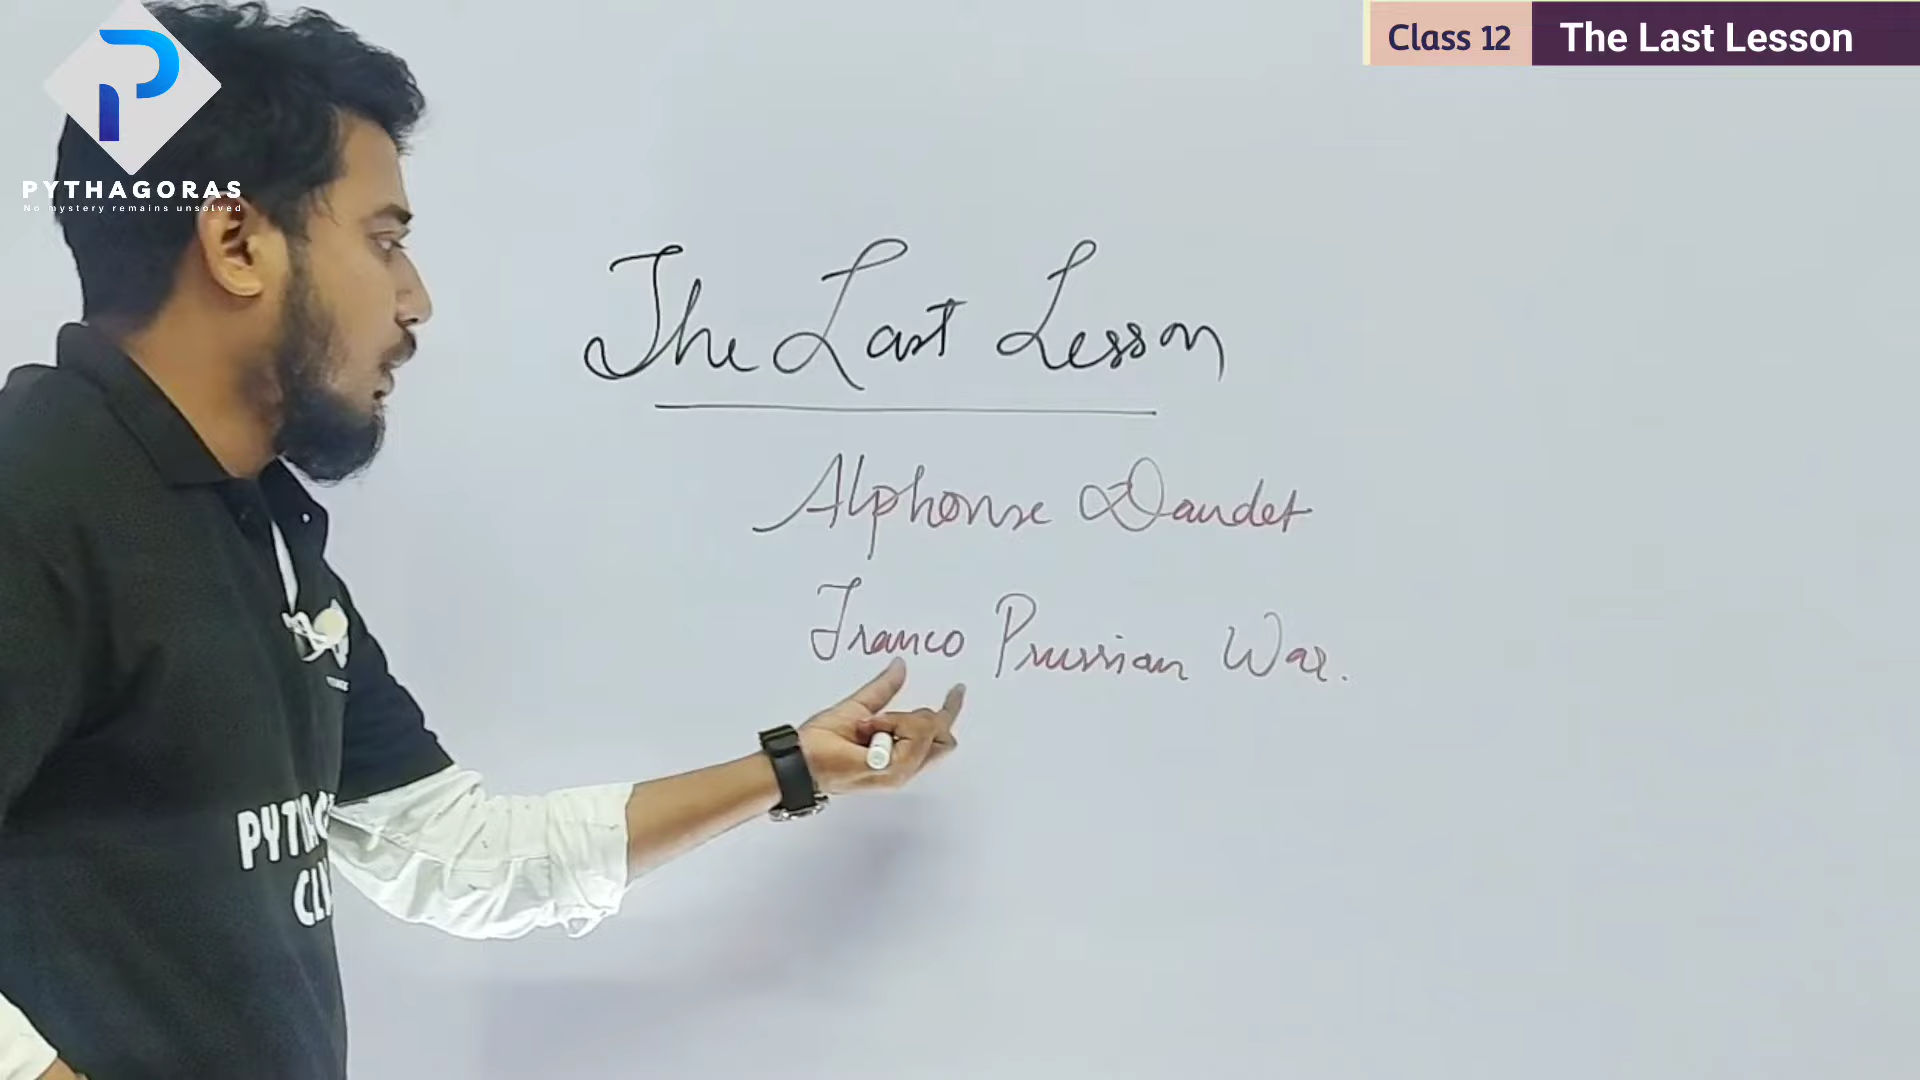 Class 12 The Last Lesson
PYTHAGORAS
No mystery remains unsolved
The Last Lesson
Alphonse Daudet
Franco Prussian War.